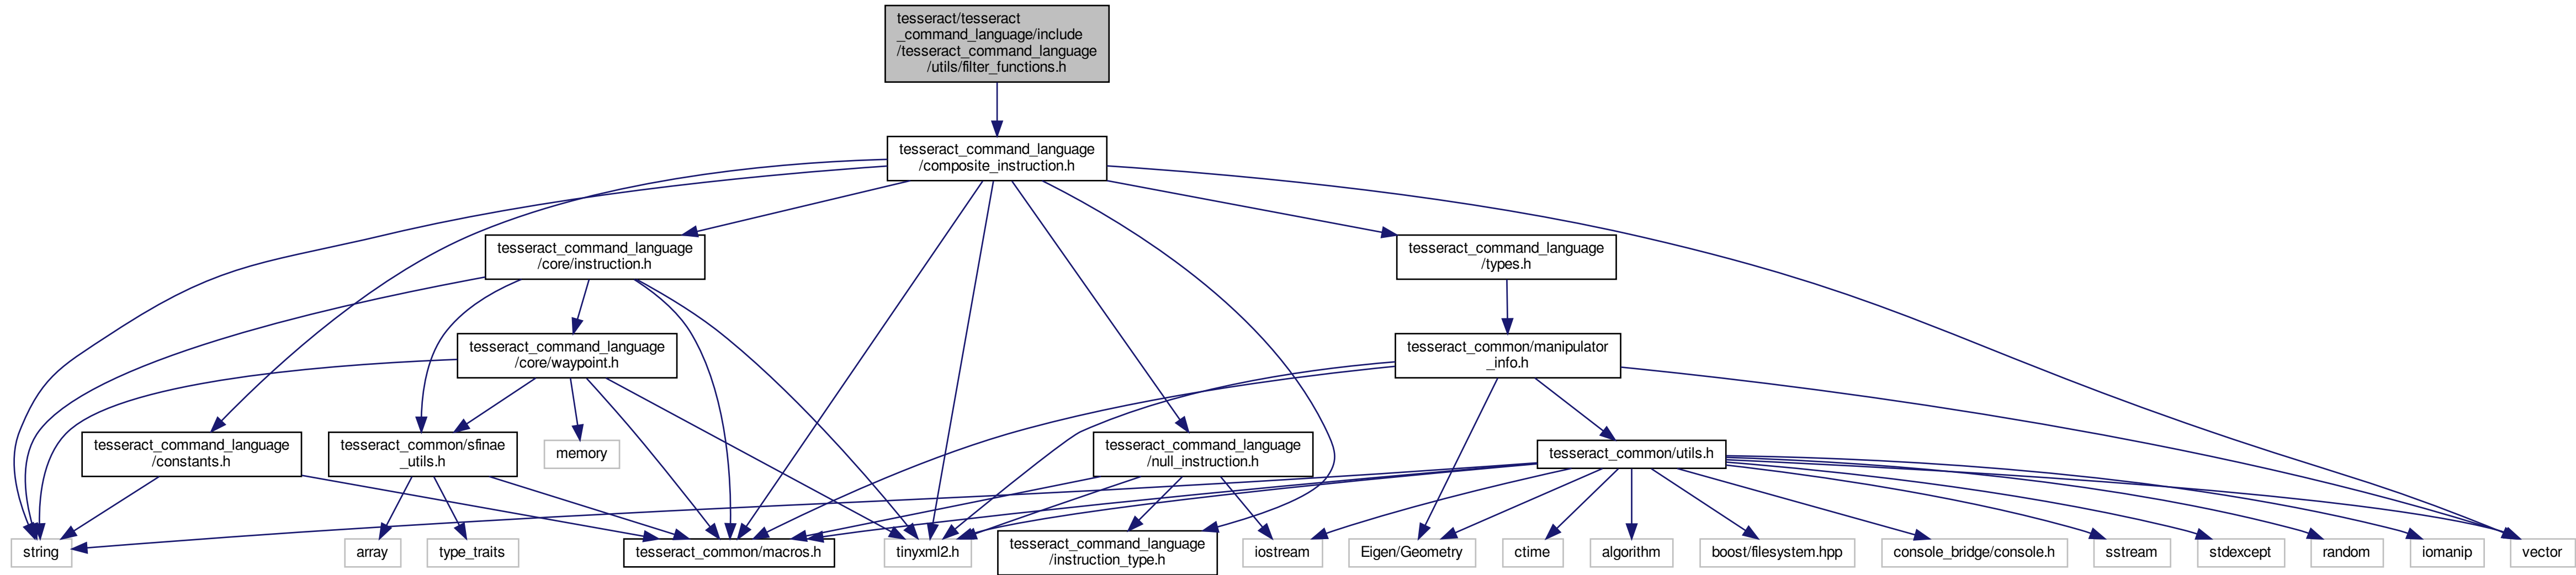 tesseract/tesseract
_command_language/include
/tesseract_command_language
/utils/filter_functions.h
tesseract_command_language
/composite_instruction.h
tesseract_command_language
/core/instruction.h
tesseract_command_language
/types.h
tesseract_command_language
/core/waypoint.h
tesseract_common/manipulator
_info.h
tesseract_command_language
/constants.h
tesseract_common/sfinae
_utils.h
memory
tesseract_command_language
/null_instruction.h
tesseract_common/utils.h
string
array
type_traits
tesseract_common/macros.h
tinyxml2.h
tesseract_command_language
/instruction_type.h
iostream
Eigen/Geometry
ctime
algorithm
boost/filesystem.hpp
console_bridge/console.h
sstream
stdexcept
random
iomanip
vector